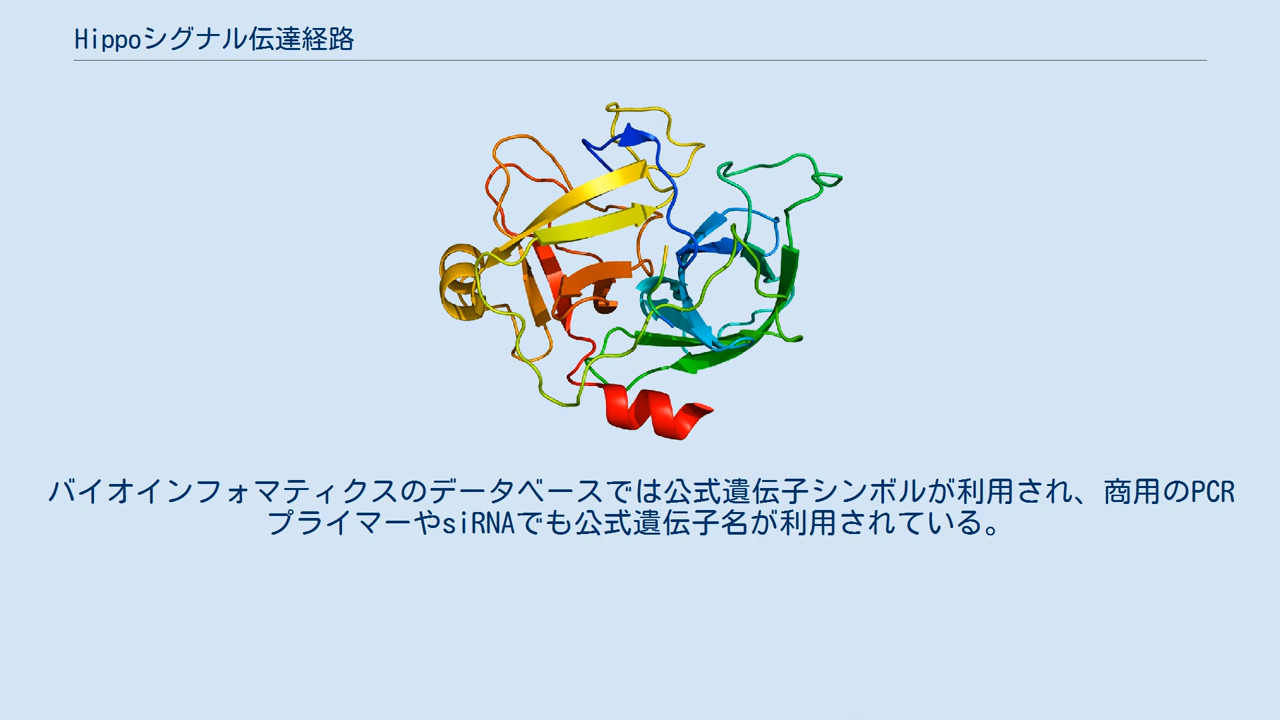 Hippoシグナル伝達経路
バイオインフォマティクスのデータベースでは公式遺伝子シンボルが利用され、商用のPCR
プライマーやsiRNAでも公式遺伝子名が利用されている。